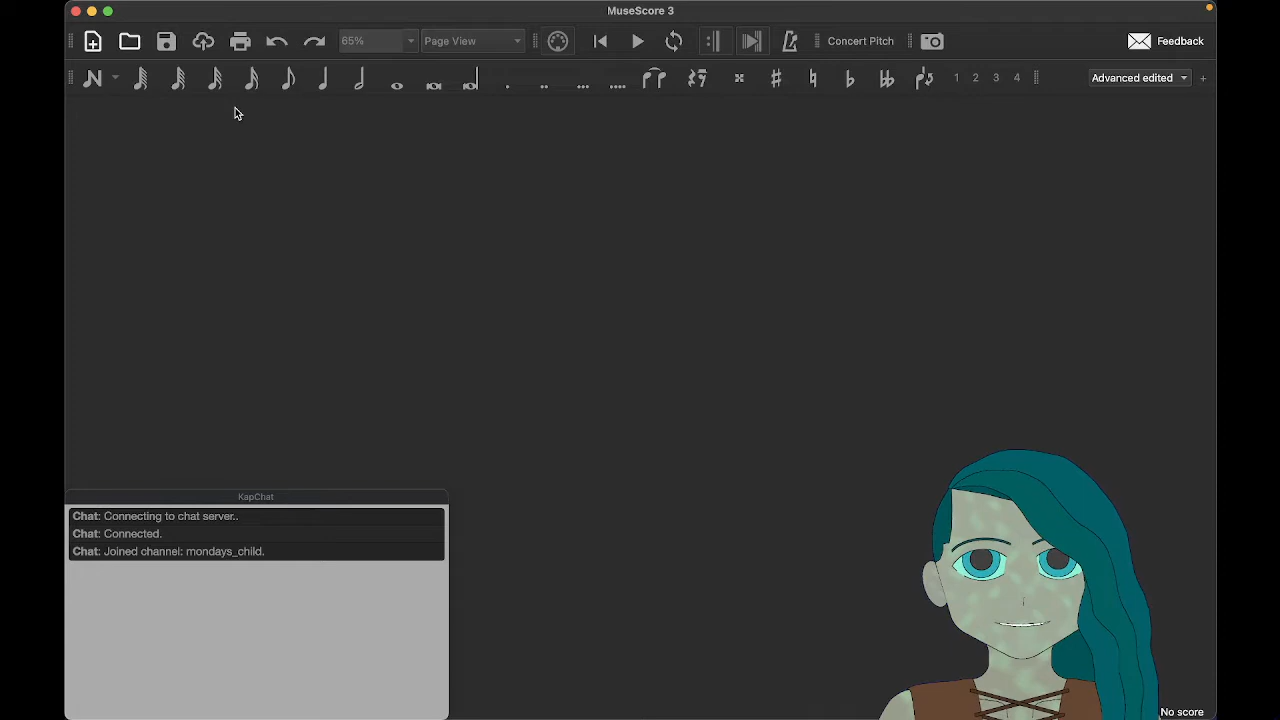 MuseScore 3
65%
Page View
Concert Pitch
Feedback
1 2 3 4
Advanced edited
KapChat
Chat: Connecting to chat server..
Chat: Connected.
Chat: Joined channel: mondays_child.
No score